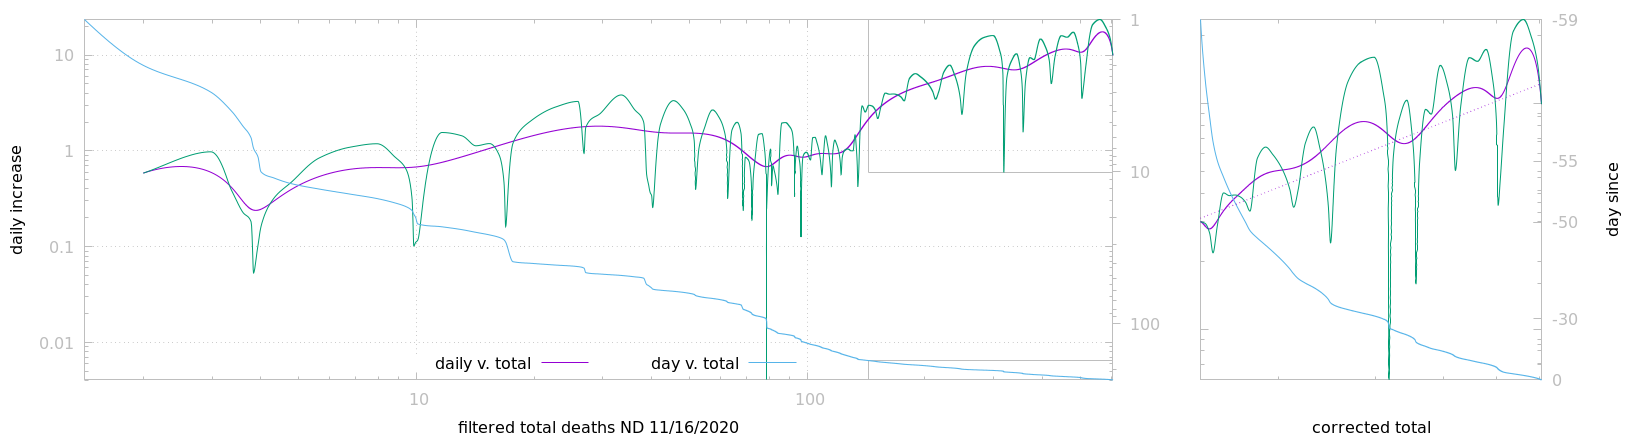 1
-59
10
daily increase
1
10
-55
0.1
-50
day since
100
-30
0.01
daily v. total
day v. total
0
10
100
filtered total deaths ND 11/16/2020
corrected total